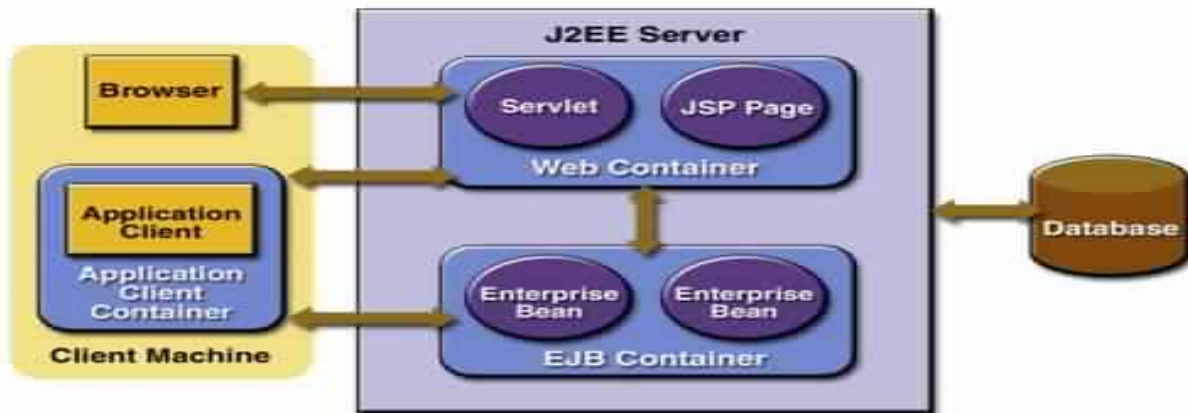 J2EE Server
Browser
Servlet
JSP Page
Web Container
Application
Client
Application
Client
Container
Client Machine
Enterprise
Bean
Enterprise
Bean
EJB Container
Database